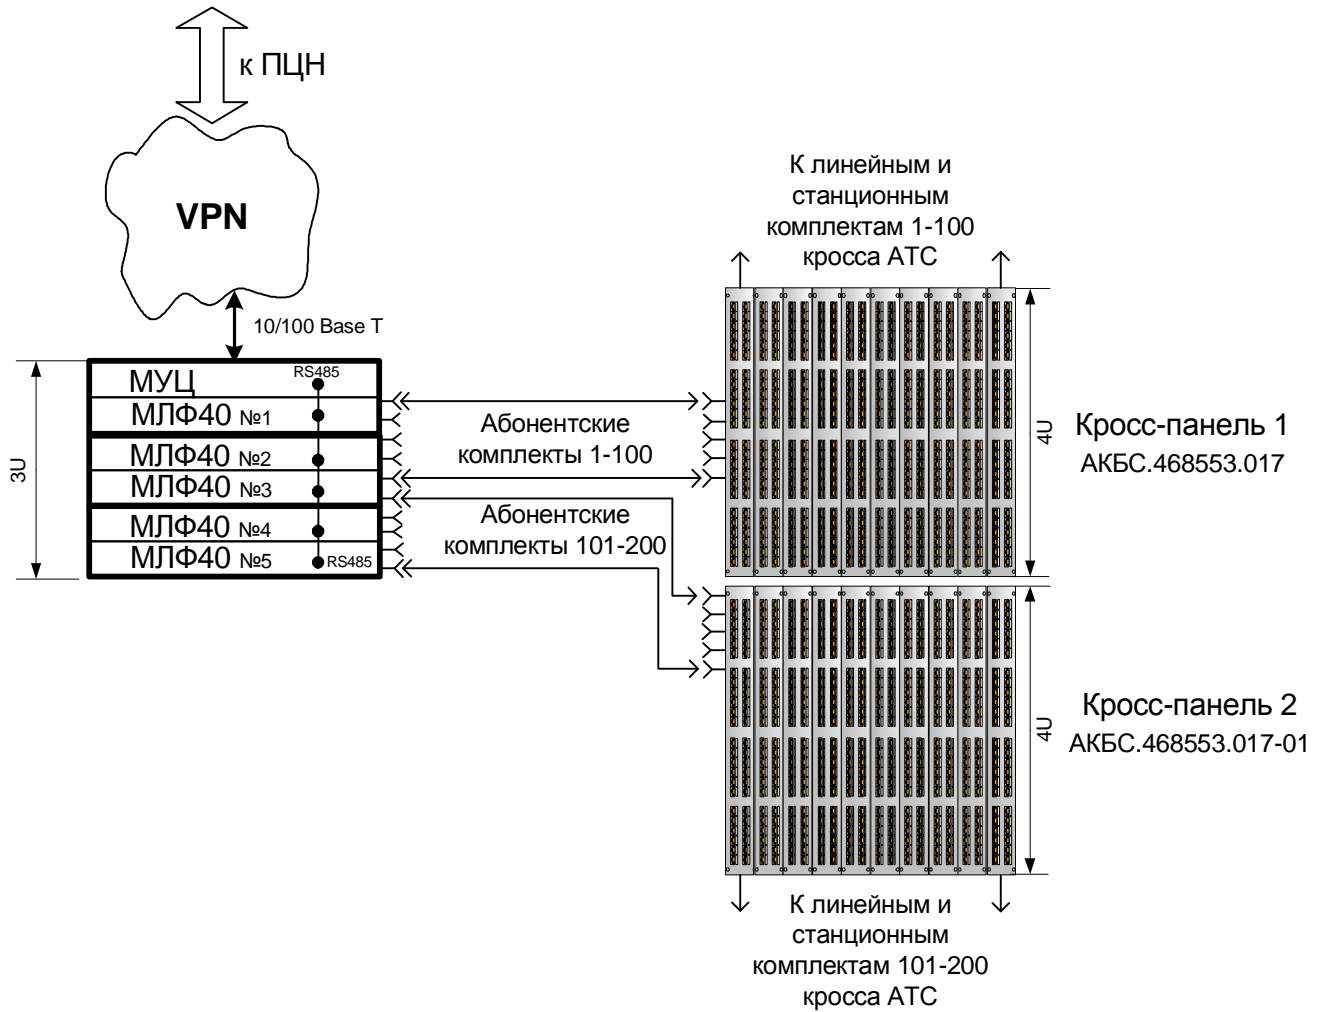 к ПЦН
VPN
10/100 Base T
К линейным и
станционным
комплектам 1-100
кросса АТС
МУЦ
RS485
МЛФ40 №1
МЛФ40 №2
МЛФ40 №3
МЛФ40 №4
МЛФ40 №5
RS485
3U
Абонентские
комплекты 1-100
Абонентские
комплекты 101-200
4U
Кросс-панель 1
АКБС.468553.017
4U
Кросс-панель 2
АКБС.468553.017-01
К линейным и
станционным
комплектам 101-200
кросса АТС